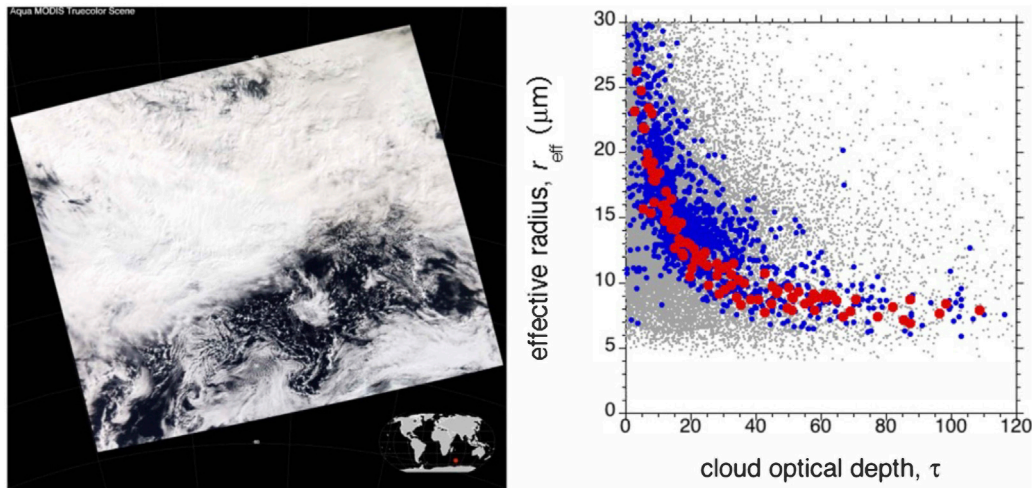 Aqua MODIS Truecolor Scene
effective radius, r_eff (μm)
30
25
20
15
10
5
0
0 20 40 60 80 100 120
cloud optical depth, τ